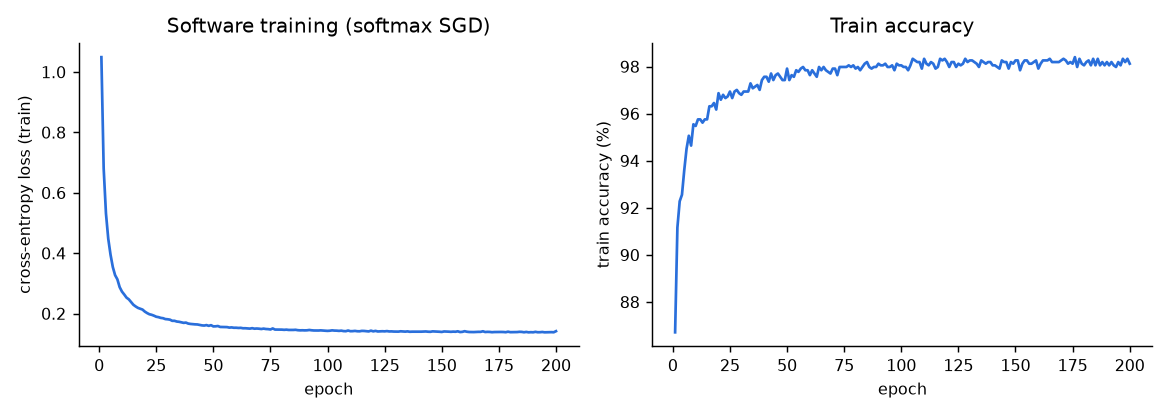 Software training (softmax SGD)
cross-entropy loss (train)
1.0
0.8
0.6
0.4
0.2
0 25 50 75 100 125 150 175 200
epoch
Train accuracy
train accuracy (%)
98
96
94
92
90
88
0 25 50 75 100 125 150 175 200
epoch